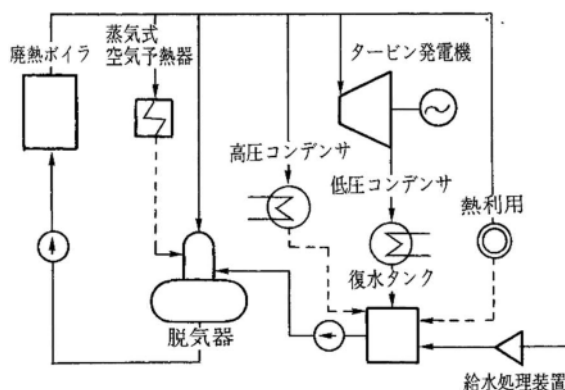 蒸気式
空気予熱器
廃熱ボイラ
タービン発電機
高圧コンデンサ
低圧コンデンサ
熱利用
復水タンク
脱気器
給水処理装置